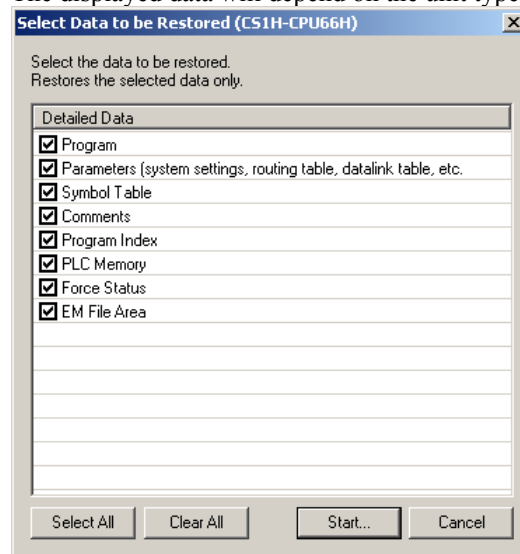 The displayed data will depend on the unit type
Select Data to be Restored (CS1H-CPU66H)
Select the data to be restored.
Restores the selected data only.
Detailed Data
Program
Parameters (system settings, routing table, datalink table, etc.
Symbol Table
Comments
Program Index
PLC Memory
Force Status
EM File Area
Select All Clear All Start... Cancel